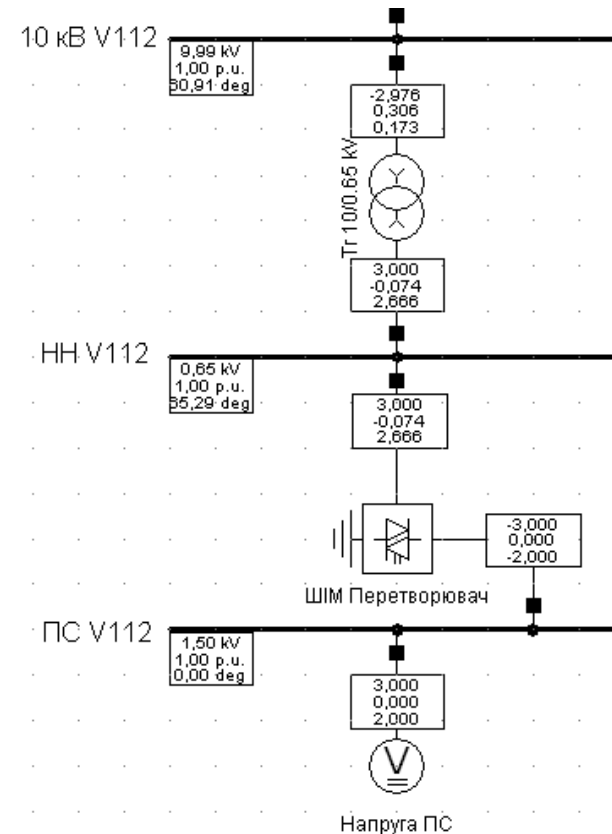 10 кВ V112
9,99 kV
1,00 p.u.
60,91 deg
-2,976
0,306
0,173
Tr 10/0.65 kV
3,000
-0,074
2,666
НН V112
0,65 kV
1,00 p.u.
65,29 deg
3,000
-0,074
2,666
-3,000
0,000
-2,000
ШІМ Перетворювач
ПС V112
1,50 kV
1,00 p.u.
0,00 deg
3,000
0,000
2,000
V
Напруга ПС